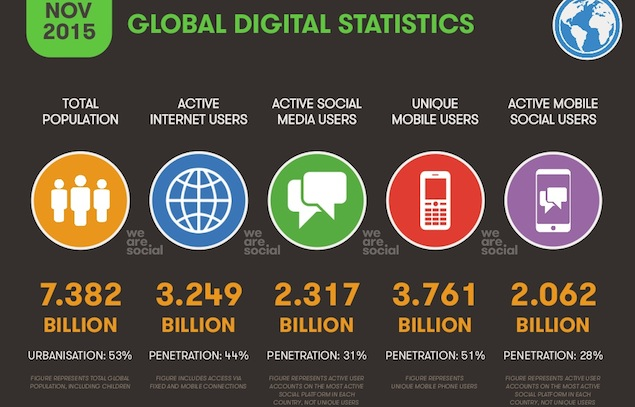 NOV
2015
GLOBAL DIGITAL STATISTICS
TOTAL
POPULATION
ACTIVE
INTERNET USERS
ACTIVE SOCIAL
MEDIA USERS
UNIQUE
MOBILE USERS
ACTIVE MOBILE
SOCIAL USERS
we
are
social
we
are
social
we
are
social
we
are
social
7.382
BILLION
3.249
BILLION
2.317
BILLION
3.761
BILLION
2.062
BILLION
URBANISATION: 53%
PENETRATION: 44%
PENETRATION: 31%
PENETRATION: 51%
PENETRATION: 28%
FIGURE REPRESENTS TOTAL GLOBAL
POPULATION, INCLUDING CHILDREN
FIGURE INCLUDES ACCESS VIA
FIXED AND MOBILE CONNECTIONS
FIGURE REPRESENTS ACTIVE USER
ACCOUNTS ON THE MOST ACTIVE
SOCIAL PLATFORM IN EACH
COUNTRY, NOT UNIQUE USERS
FIGURE REPRESENTS
UNIQUE MOBILE PHONE USERS
FIGURE REPRESENTS ACTIVE USER
ACCOUNTS ON THE MOST ACTIVE
SOCIAL PLATFORM IN EACH
COUNTRY, NOT UNIQUE USERS